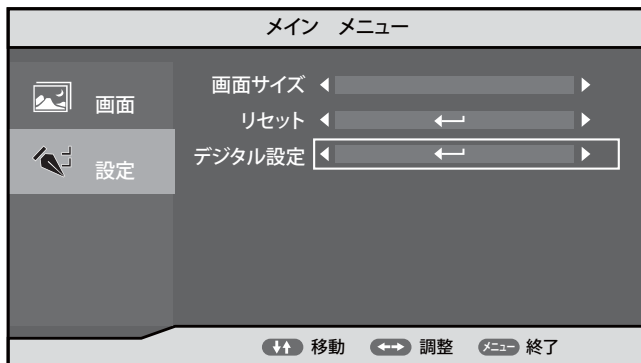 メイン メニュー
画面
設定
画面サイズ
リセット
デジタル設定
移動 調整 メニュー 終了